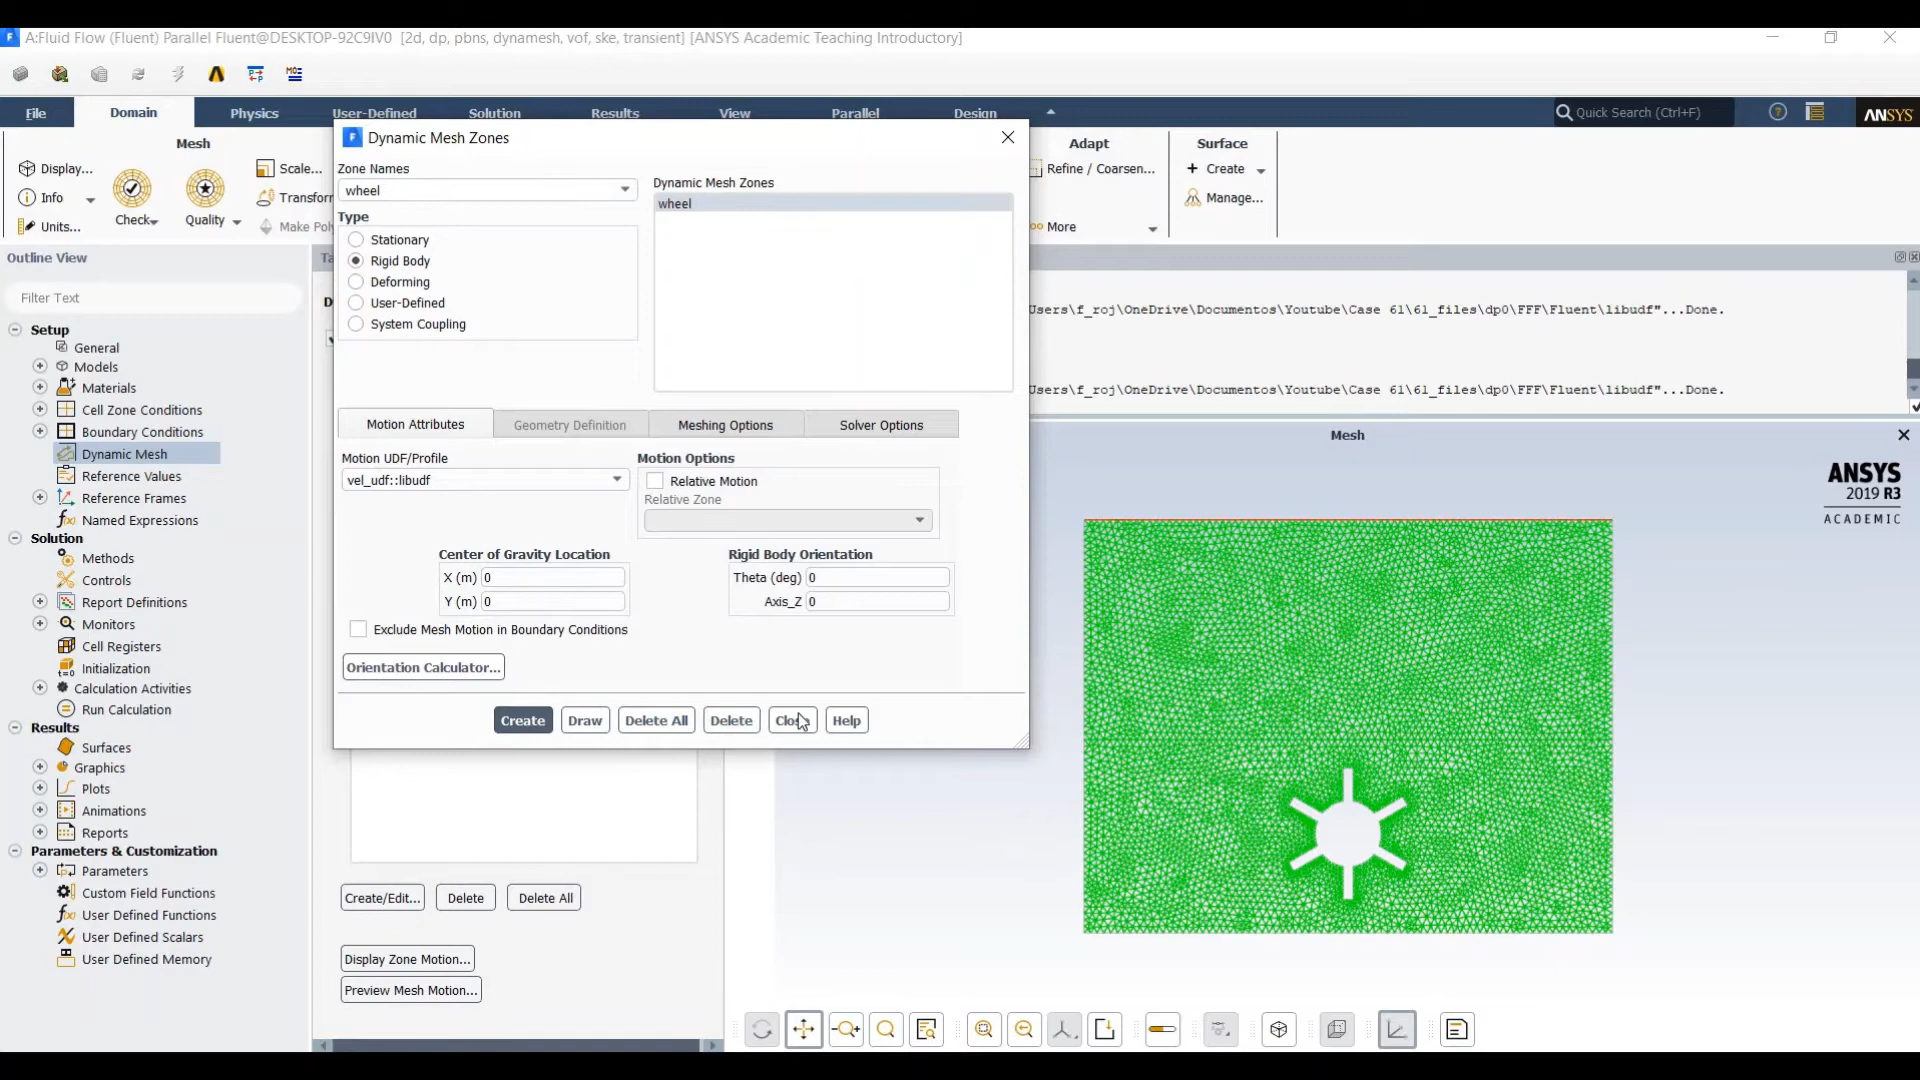 A:Fluid Flow (Fluent) Parallel Fluent@DESKTOP-92C9IV0 [2d, dp, pbns, dynamesh, vof, ske, transient] [ANSYS Academic Teaching Introductory]
File Domain Physics User-Defined Solution Results View Parallel Design
Quick Search (Ctrl+F)
ANSYS
Mesh
Display...
Info
Units...
Check
Quality
Scale...
Transform
Make Poly
Adapt
Refine / Coarsen...
More
Surface
Create
Manage...
Outline View
Filter Text
Setup
General
Models
Materials
Cell Zone Conditions
Boundary Conditions
Dynamic Mesh
Reference Values
Reference Frames
Named Expressions
Solution
Methods
Controls
Report Definitions
Monitors
Cell Registers
Initialization
Calculation Activities
Run Calculation
Results
Surfaces
Graphics
Plots
Animations
Reports
Parameters & Customization
Parameters
Custom Field Functions
User Defined Functions
User Defined Scalars
User Defined Memory
Dynamic Mesh Zones
Zone Names
wheel
Type
Stationary
Rigid Body
Deforming
User-Defined
System Coupling
Dynamic Mesh Zones
wheel
Motion Attributes Geometry Definition Meshing Options Solver Options
Motion UDF/Profile
vel_udf::libudf
Motion Options
Relative Motion
Relative Zone
Center of Gravity Location
X (m) 0
Y (m) 0
Rigid Body Orientation
Theta (deg) 0
Axis_Z 0
Exclude Mesh Motion in Boundary Conditions
Orientation Calculator...
Create Draw Delete All Delete Close Help
Create/Edit... Delete Delete All
Display Zone Motion...
Preview Mesh Motion...
Users\f_roj\OneDrive\Documentos\Youtube\Case 61\61_files\dp0\FFF\Fluent\libudf"...Done.
Users\f_roj\OneDrive\Documentos\Youtube\Case 61\61_files\dp0\FFF\Fluent\libudf"...Done.
Mesh
ANSYS
2019 R3
ACADEMIC